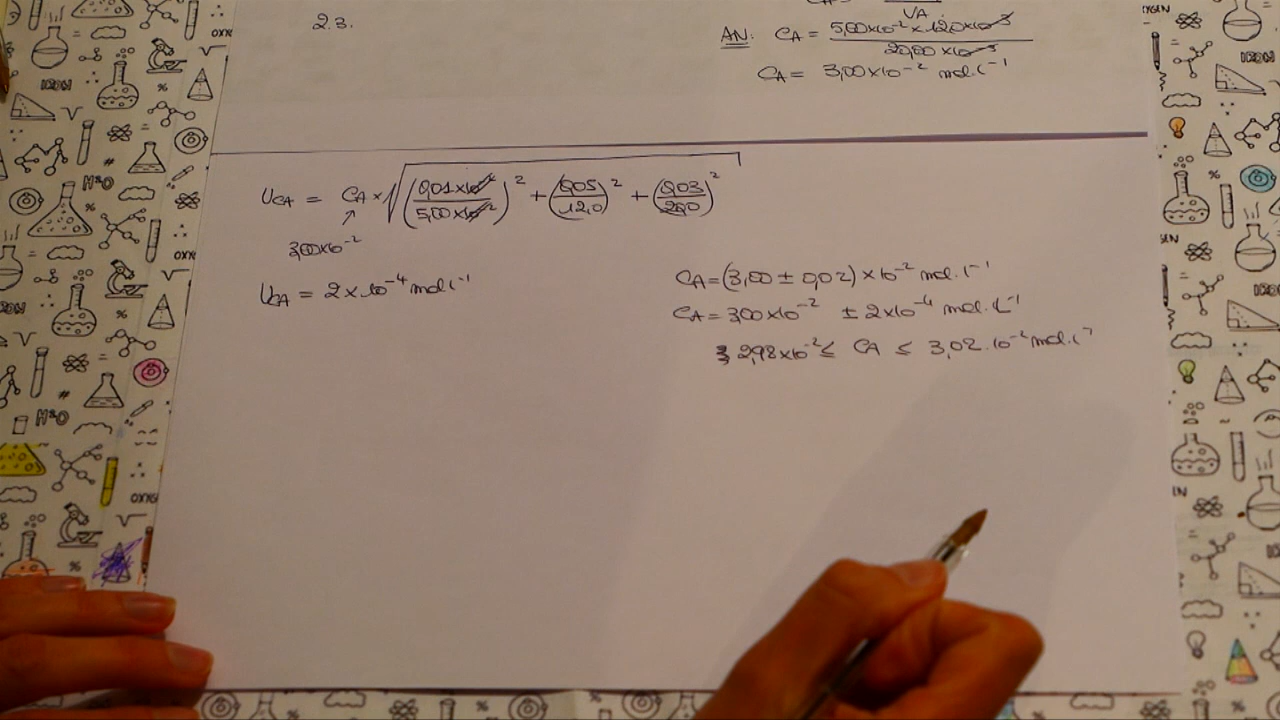 2.3.
CA =
VA
AN: CA = 5,00×10⁻² × 12,0×10⁻³
20,00 ×10⁻³
CA = 3,00×10⁻² mol.L⁻¹
UCA = CA × √((0,01×10⁻²/5,00×10⁻²)² + (0,05/12,0)² + (0,03/20,0)²)
3,00×10⁻²
UCA = 2×10⁻⁴ mol.L⁻¹
CA = (3,00 ± 0,02) ×10⁻² mol.L⁻¹
CA = 3,00×10⁻² ± 2×10⁻⁴ mol.L⁻¹
2,98×10⁻² ≤ CA ≤ 3,02.10⁻² mol.L⁻¹